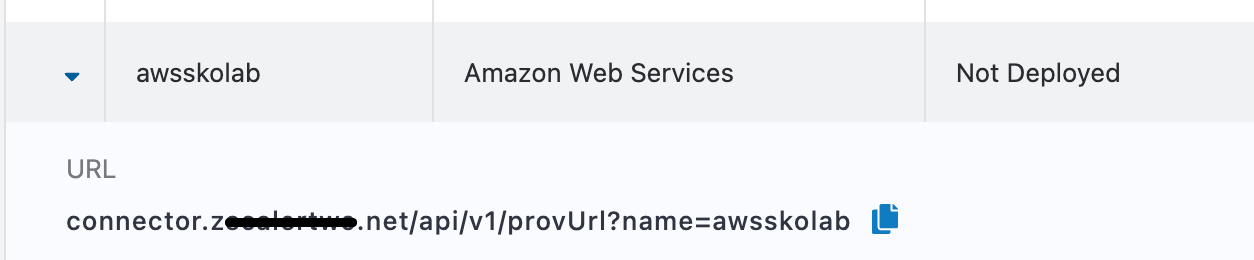 awsskolab Amazon Web Services Not Deployed
URL
connector.z .net/api/v1/provUrl?name=awsskolab